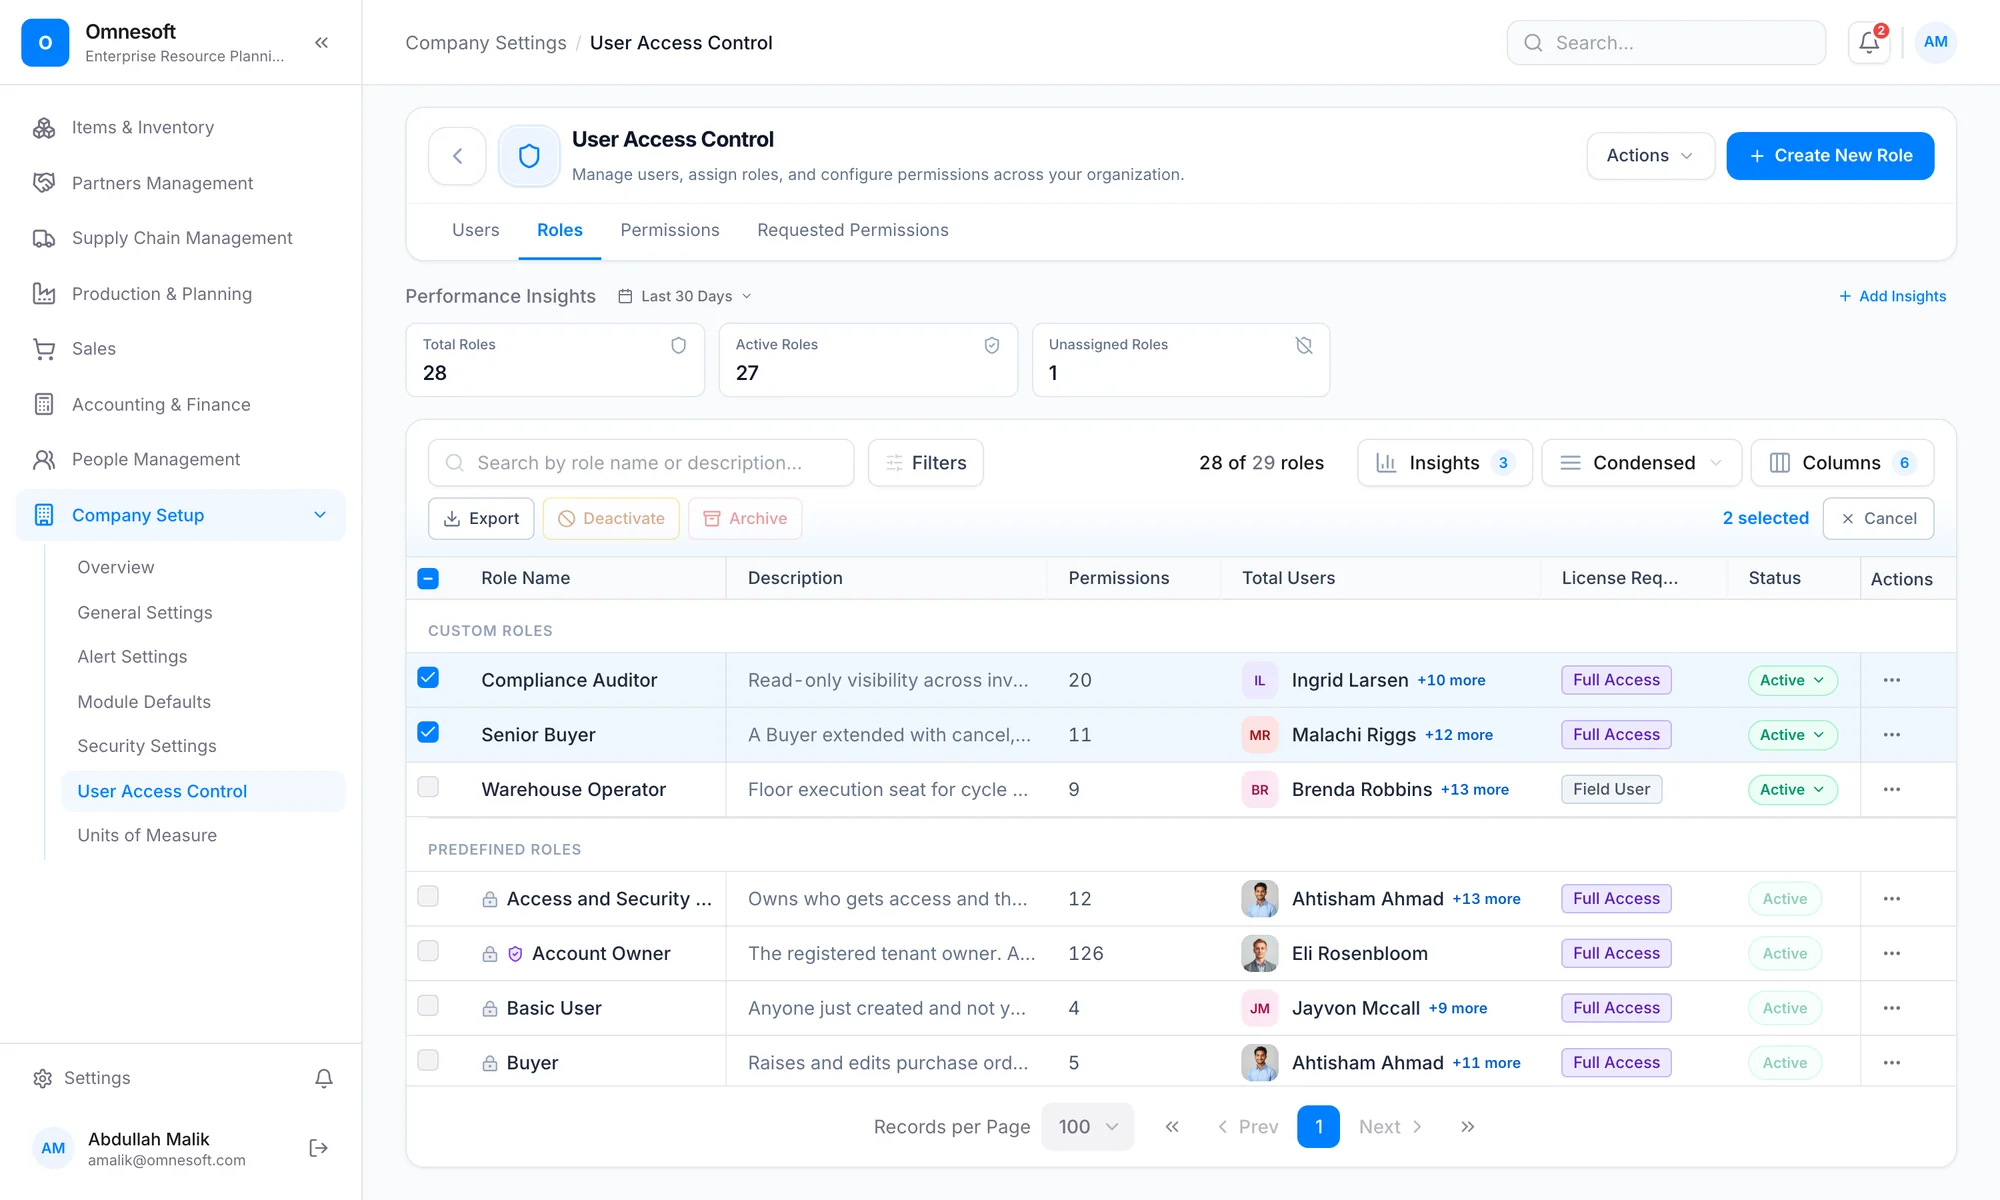 O
Omnesoft
Enterprise Resource Planni...
Company Settings / User Access Control
Search...
2
AM
Items & Inventory
Partners Management
Supply Chain Management
Production & Planning
Sales
Accounting & Finance
People Management
Company Setup
Overview
General Settings
Alert Settings
Module Defaults
Security Settings
User Access Control
Units of Measure
Settings
AM
Abdullah Malik
amalik@omnesoft.com
User Access Control
Manage users, assign roles, and configure permissions across your organization.
Actions
+ Create New Role
Users Roles Permissions Requested Permissions
Performance Insights Last 30 Days
+ Add Insights
Total Roles
28
Active Roles
27
Unassigned Roles
1
Search by role name or description...
Filters
28 of 29 roles
Insights 3
Condensed
Columns 6
Export
Deactivate
Archive
2 selected
Cancel
Role Name Description Permissions Total Users License Req... Status Actions
CUSTOM ROLES
Compliance Auditor Read-only visibility across inv... 20 IL Ingrid Larsen +10 more Full Access Active
Senior Buyer A Buyer extended with cancel,... 11 MR Malachi Riggs +12 more Full Access Active
Warehouse Operator Floor execution seat for cycle ... 9 BR Brenda Robbins +13 more Field User Active
PREDEFINED ROLES
Access and Security ... Owns who gets access and th... 12 Ahtisham Ahmad +13 more Full Access Active
Account Owner The registered tenant owner. A... 126 Eli Rosenbloom Full Access Active
Basic User Anyone just created and not y... 4 JM Jayvon Mccall +9 more Full Access Active
Buyer Raises and edits purchase ord... 5 Ahtisham Ahmad +11 more Full Access Active
Records per Page 100 Prev 1 Next